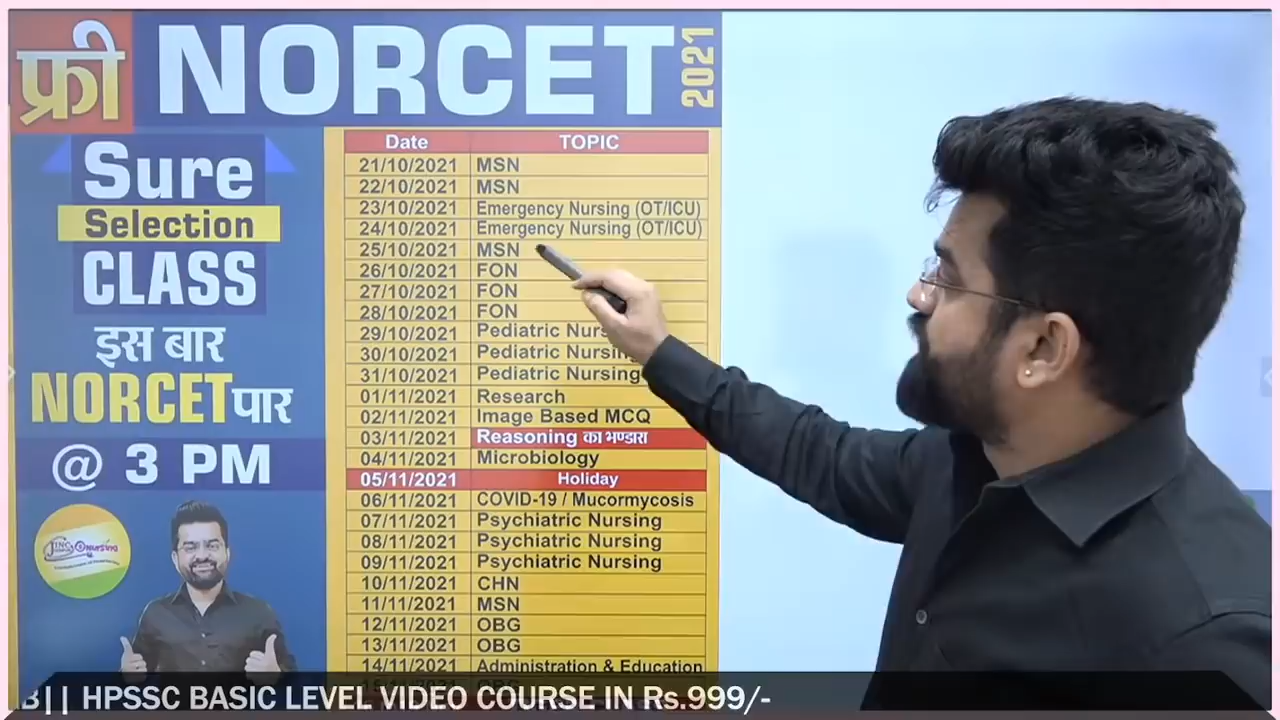 फ्री NORCET 2021
Sure
Selection
CLASS
इस बार
NORCET पार
@ 3 PM
Date TOPIC
21/10/2021 MSN
22/10/2021 MSN
23/10/2021 Emergency Nursing (OT/ICU)
24/10/2021 Emergency Nursing (OT/ICU)
25/10/2021 MSN
26/10/2021 FON
27/10/2021 FON
28/10/2021 FON
29/10/2021 Pediatric
30/10/2021 Pediatric Nursing
31/10/2021 Pediatric Nursing
01/11/2021 Research
02/11/2021 Image Based MCQ
03/11/2021 Reasoning का भण्डारा
04/11/2021 Microbiology
05/11/2021 Holiday
06/11/2021 COVID-19 / Mucormycosis
07/11/2021 Psychiatric Nursing
08/11/2021 Psychiatric Nursing
09/11/2021 Psychiatric Nursing
10/11/2021 CHN
11/11/2021 MSN
12/11/2021 OBG
13/11/2021 OBG
14/11/2021 Administration & Education
15/11/2021 OBG
|| HPSSC BASIC LEVEL VIDEO COURSE IN Rs.999/-